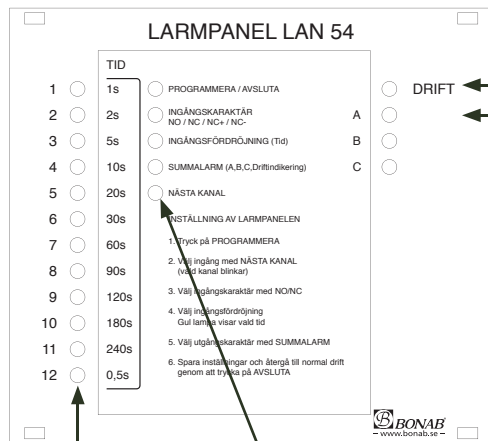 LARMPANEL LAN 54
TID
1 1s PROGRAMMERA / AVSLUTA DRIFT
2 2s INGÅNGSKARAKTÄR
NO / NC / NC+ / NC- A
3 5s INGÅNGSFÖRDRÖJNING (Tid) B
4 10s SUMMALARM (A,B,C,Driftindikering) C
5 20s NÄSTA KANAL
6 30s INSTÄLLNING AV LARMPANELEN
7 60s 1. Tryck på PROGRAMMERA
8 90s 2. Välj ingång med NÄSTA KANAL
(vald kanal blinkar)
9 120s 3. Välj ingångskaraktär med NO/NC
10 180s 4. Välj ingångsfördröjning
Gul lampa visar vald tid
11 240s 5. Välj utgångskaraktär med SUMMALARM
12 0,5s 6. Spara inställningar och återgå till normal drift
genom att trycka på AVSLUTA
B BONAB
www.bonab.se